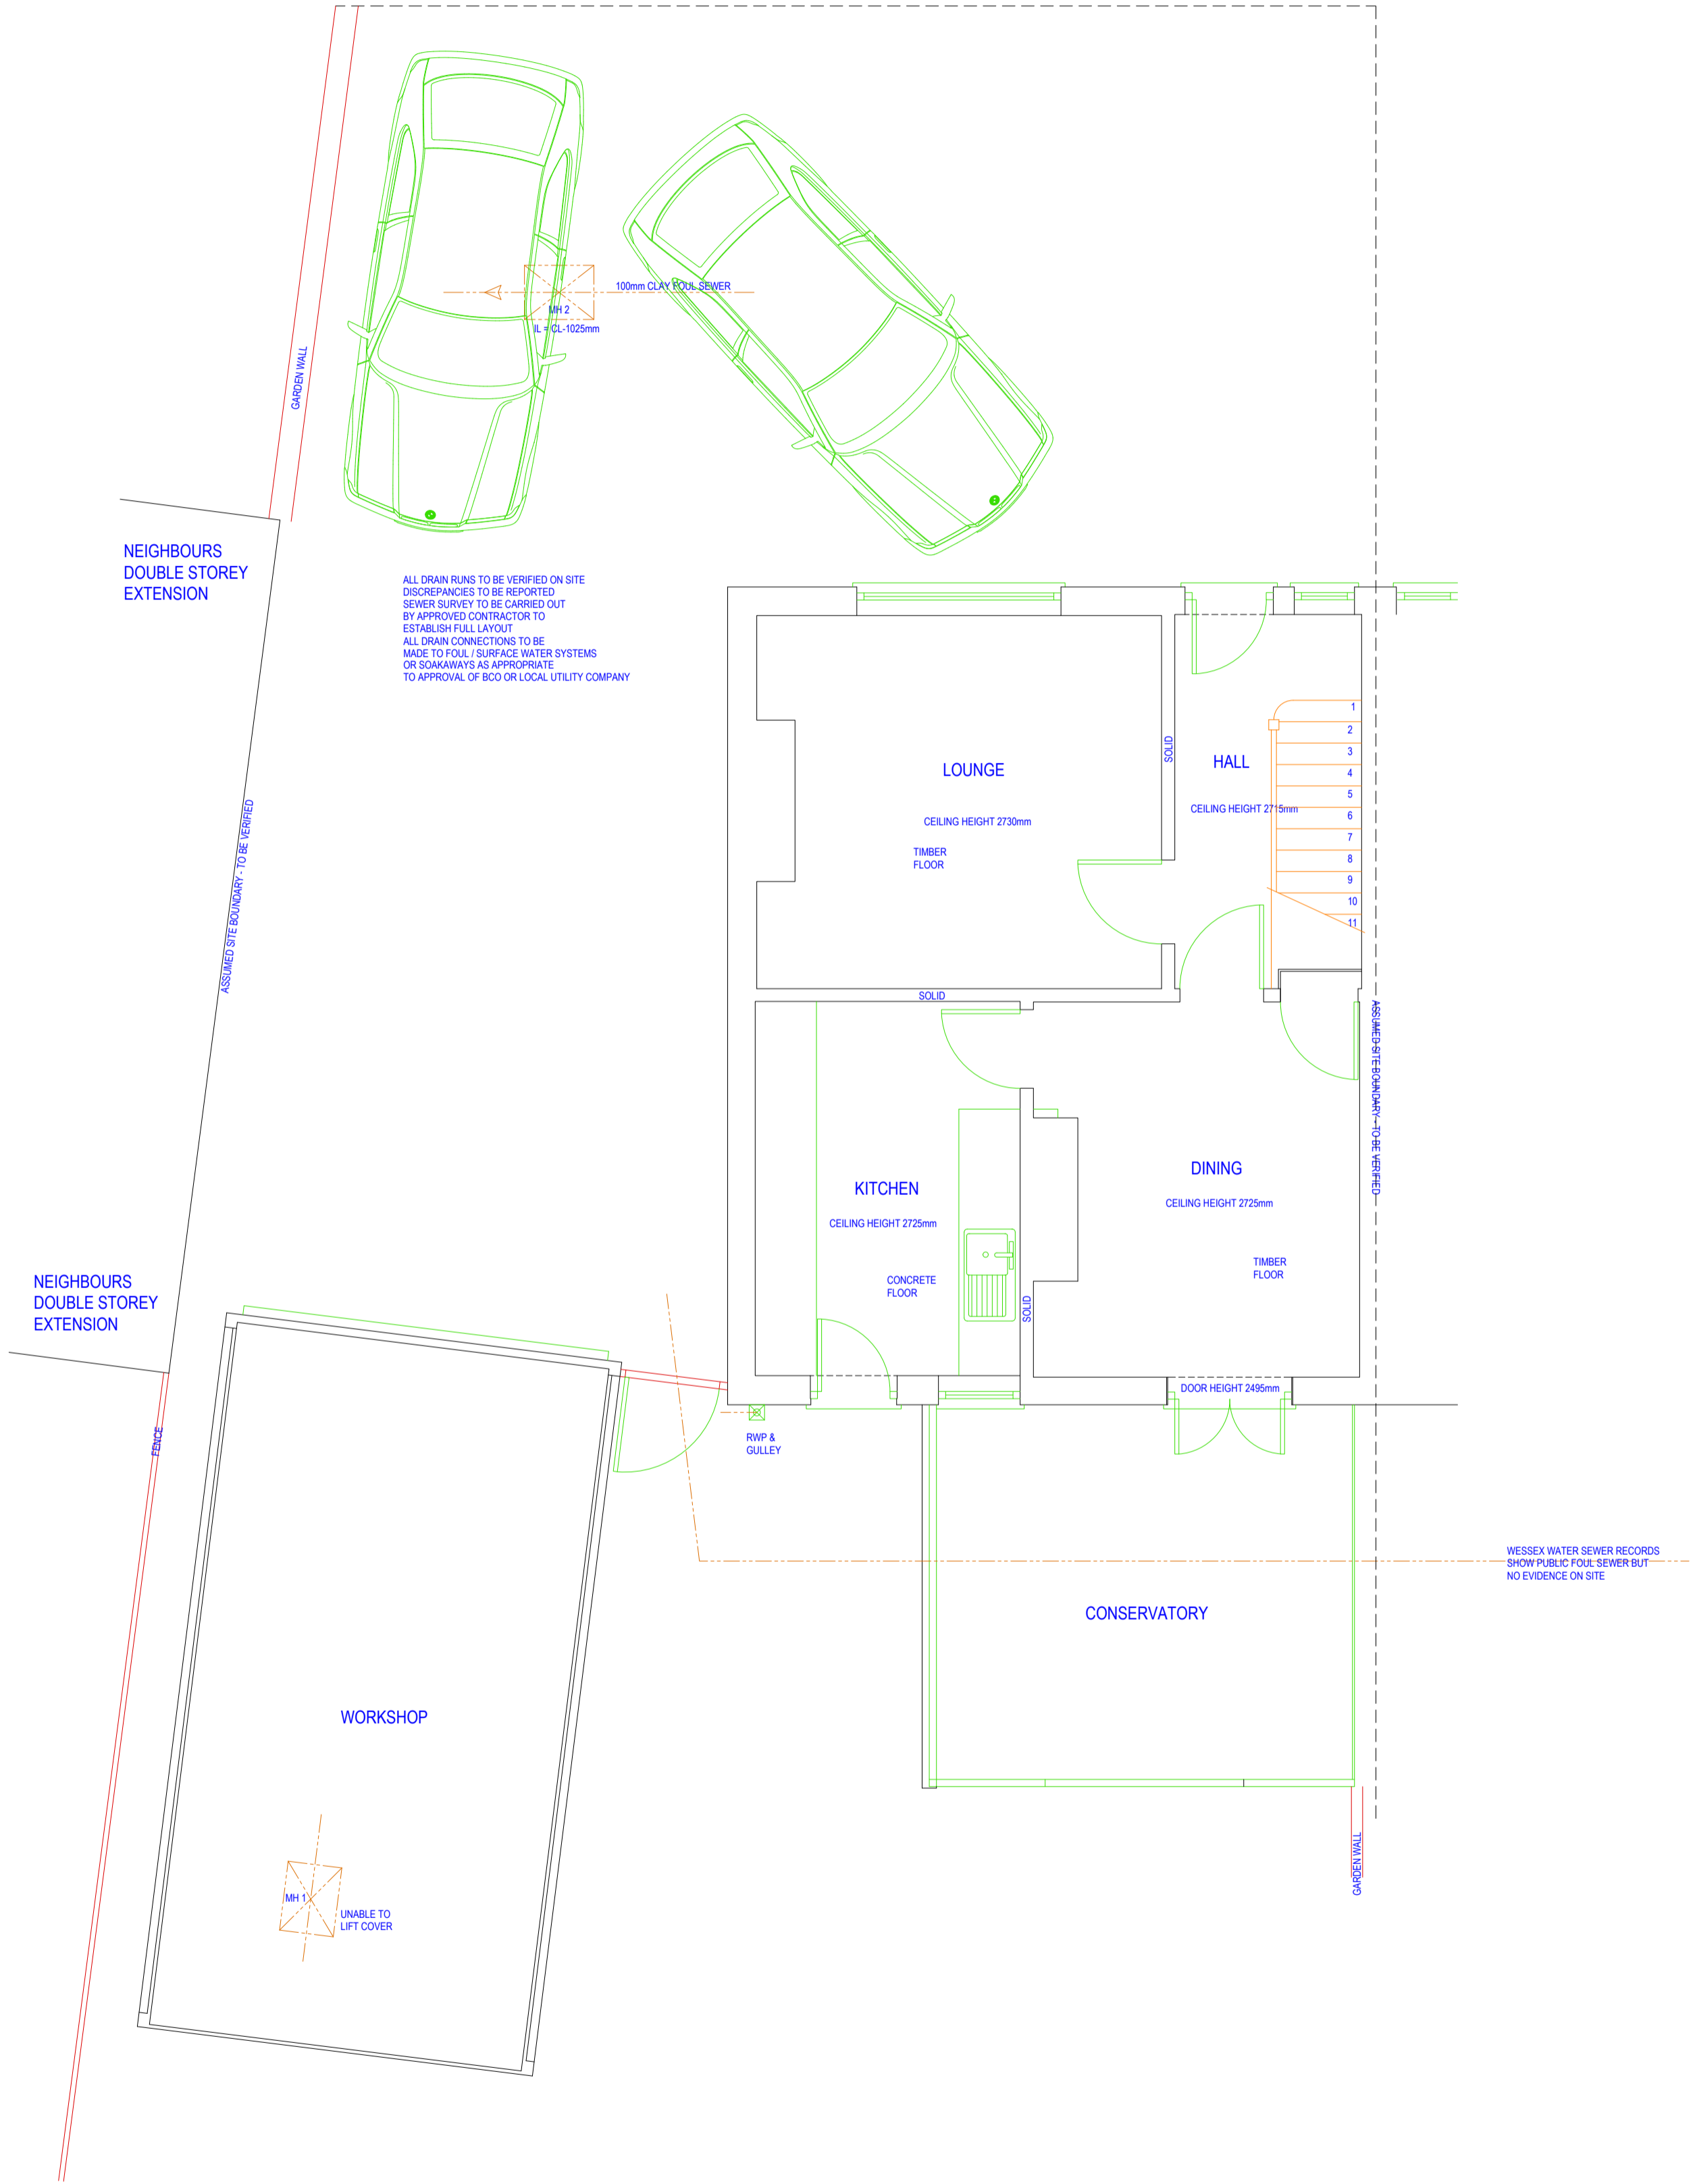 100mm CLAY FOUL SEWER
MH 2
IL = CL-1025mm
GARDEN WALL
NEIGHBOURS
DOUBLE STOREY
EXTENSION
ALL DRAIN RUNS TO BE VERIFIED ON SITE
DISCREPANCIES TO BE REPORTED
SEWER SURVEY TO BE CARRIED OUT
BY APPROVED CONTRACTOR TO
ESTABLISH FULL LAYOUT
ALL DRAIN CONNECTIONS TO BE
MADE TO FOUL / SURFACE WATER SYSTEMS
OR SOAKAWAYS AS APPROPRIATE
TO APPROVAL OF BCO OR LOCAL UTILITY COMPANY
ASSUMED SITE BOUNDARY - TO BE VERIFIED
LOUNGE
CEILING HEIGHT 2730mm
TIMBER
FLOOR
SOLID
HALL
CEILING HEIGHT 2715mm
1
2
3
4
5
6
7
8
9
10
11
SOLID
ASSUMED SITE BOUNDARY - TO BE VERIFIED
KITCHEN
CEILING HEIGHT 2725mm
CONCRETE
FLOOR
SOLID
DINING
CEILING HEIGHT 2725mm
TIMBER
FLOOR
DOOR HEIGHT 2495mm
NEIGHBOURS
DOUBLE STOREY
EXTENSION
FENCE
RWP &
GULLEY
WESSEX WATER SEWER RECORDS
SHOW PUBLIC FOUL SEWER BUT
NO EVIDENCE ON SITE
CONSERVATORY
WORKSHOP
GARDEN WALL
MH 1
UNABLE TO
LIFT COVER